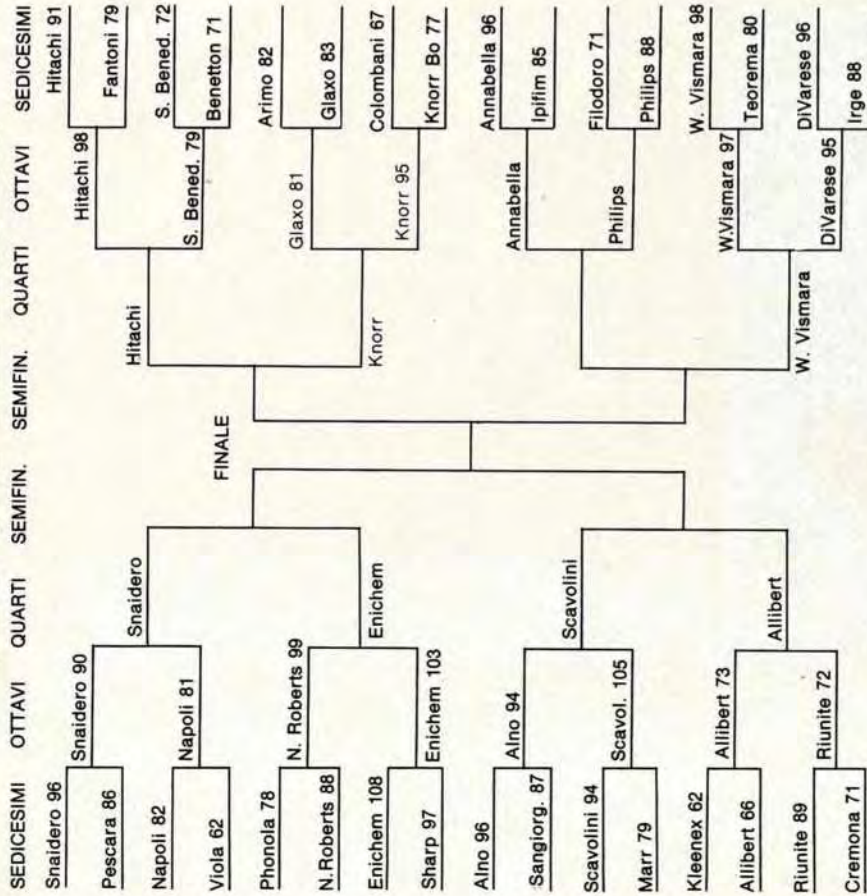 SEDICESIMI OTTAVI QUARTI SEMIFIN. SEMIFIN. QUARTI OTTAVI SEDICESIMI
Snaidero 96
Pescara 86
Napoli 82
Viola 62
Phonola 78
N.Roberts 88
Enichem 108
Sharp 97
Alno 96
Sangiorg. 87
Scavolini 94
Marr 79
Kleenex 62
Allibert 66
Riunite 89
Cremona 71
Snaidero 90
Napoli 81
N. Roberts 99
Enichem 103
Alno 94
Scavol. 105
Allibert 73
Riunite 72
Snaidero
Enichem
Scavolini
Allibert
FINALE
Hitachi
Knorr
W. Vismara
Hitachi 98
S. Bened. 79
Glaxo 81
Knorr 95
Annabella
Philips
W.Vismara 97
DiVarese 95
Hitachi 91
Fantoni 79
S. Bened. 72
Benetton 71
Arimo 82
Glaxo 83
Colombani 67
Knorr Bo 77
Annabella 96
Ipifim 85
Filodoro 71
Philips 88
W. Vismara 98
Teorema 80
DiVarese 96
Irge 88